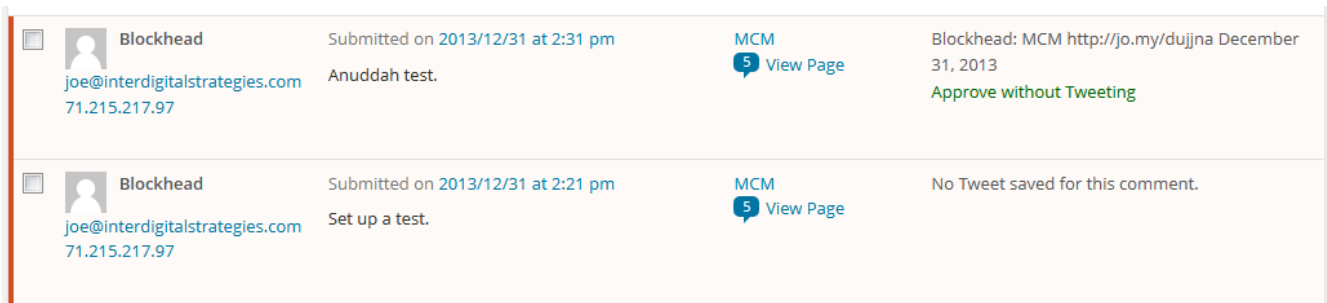 Blockhead
joe@interdigitalstrategies.com
71.215.217.97
Submitted on 2013/12/31 at 2:31 pm
Anuddah test.
MCM
5 View Page
Blockhead: MCM http://jo.my/dujjna December
31, 2013
Approve without Tweeting
Blockhead
joe@interdigitalstrategies.com
71.215.217.97
Submitted on 2013/12/31 at 2:21 pm
Set up a test.
MCM
5 View Page
No Tweet saved for this comment.